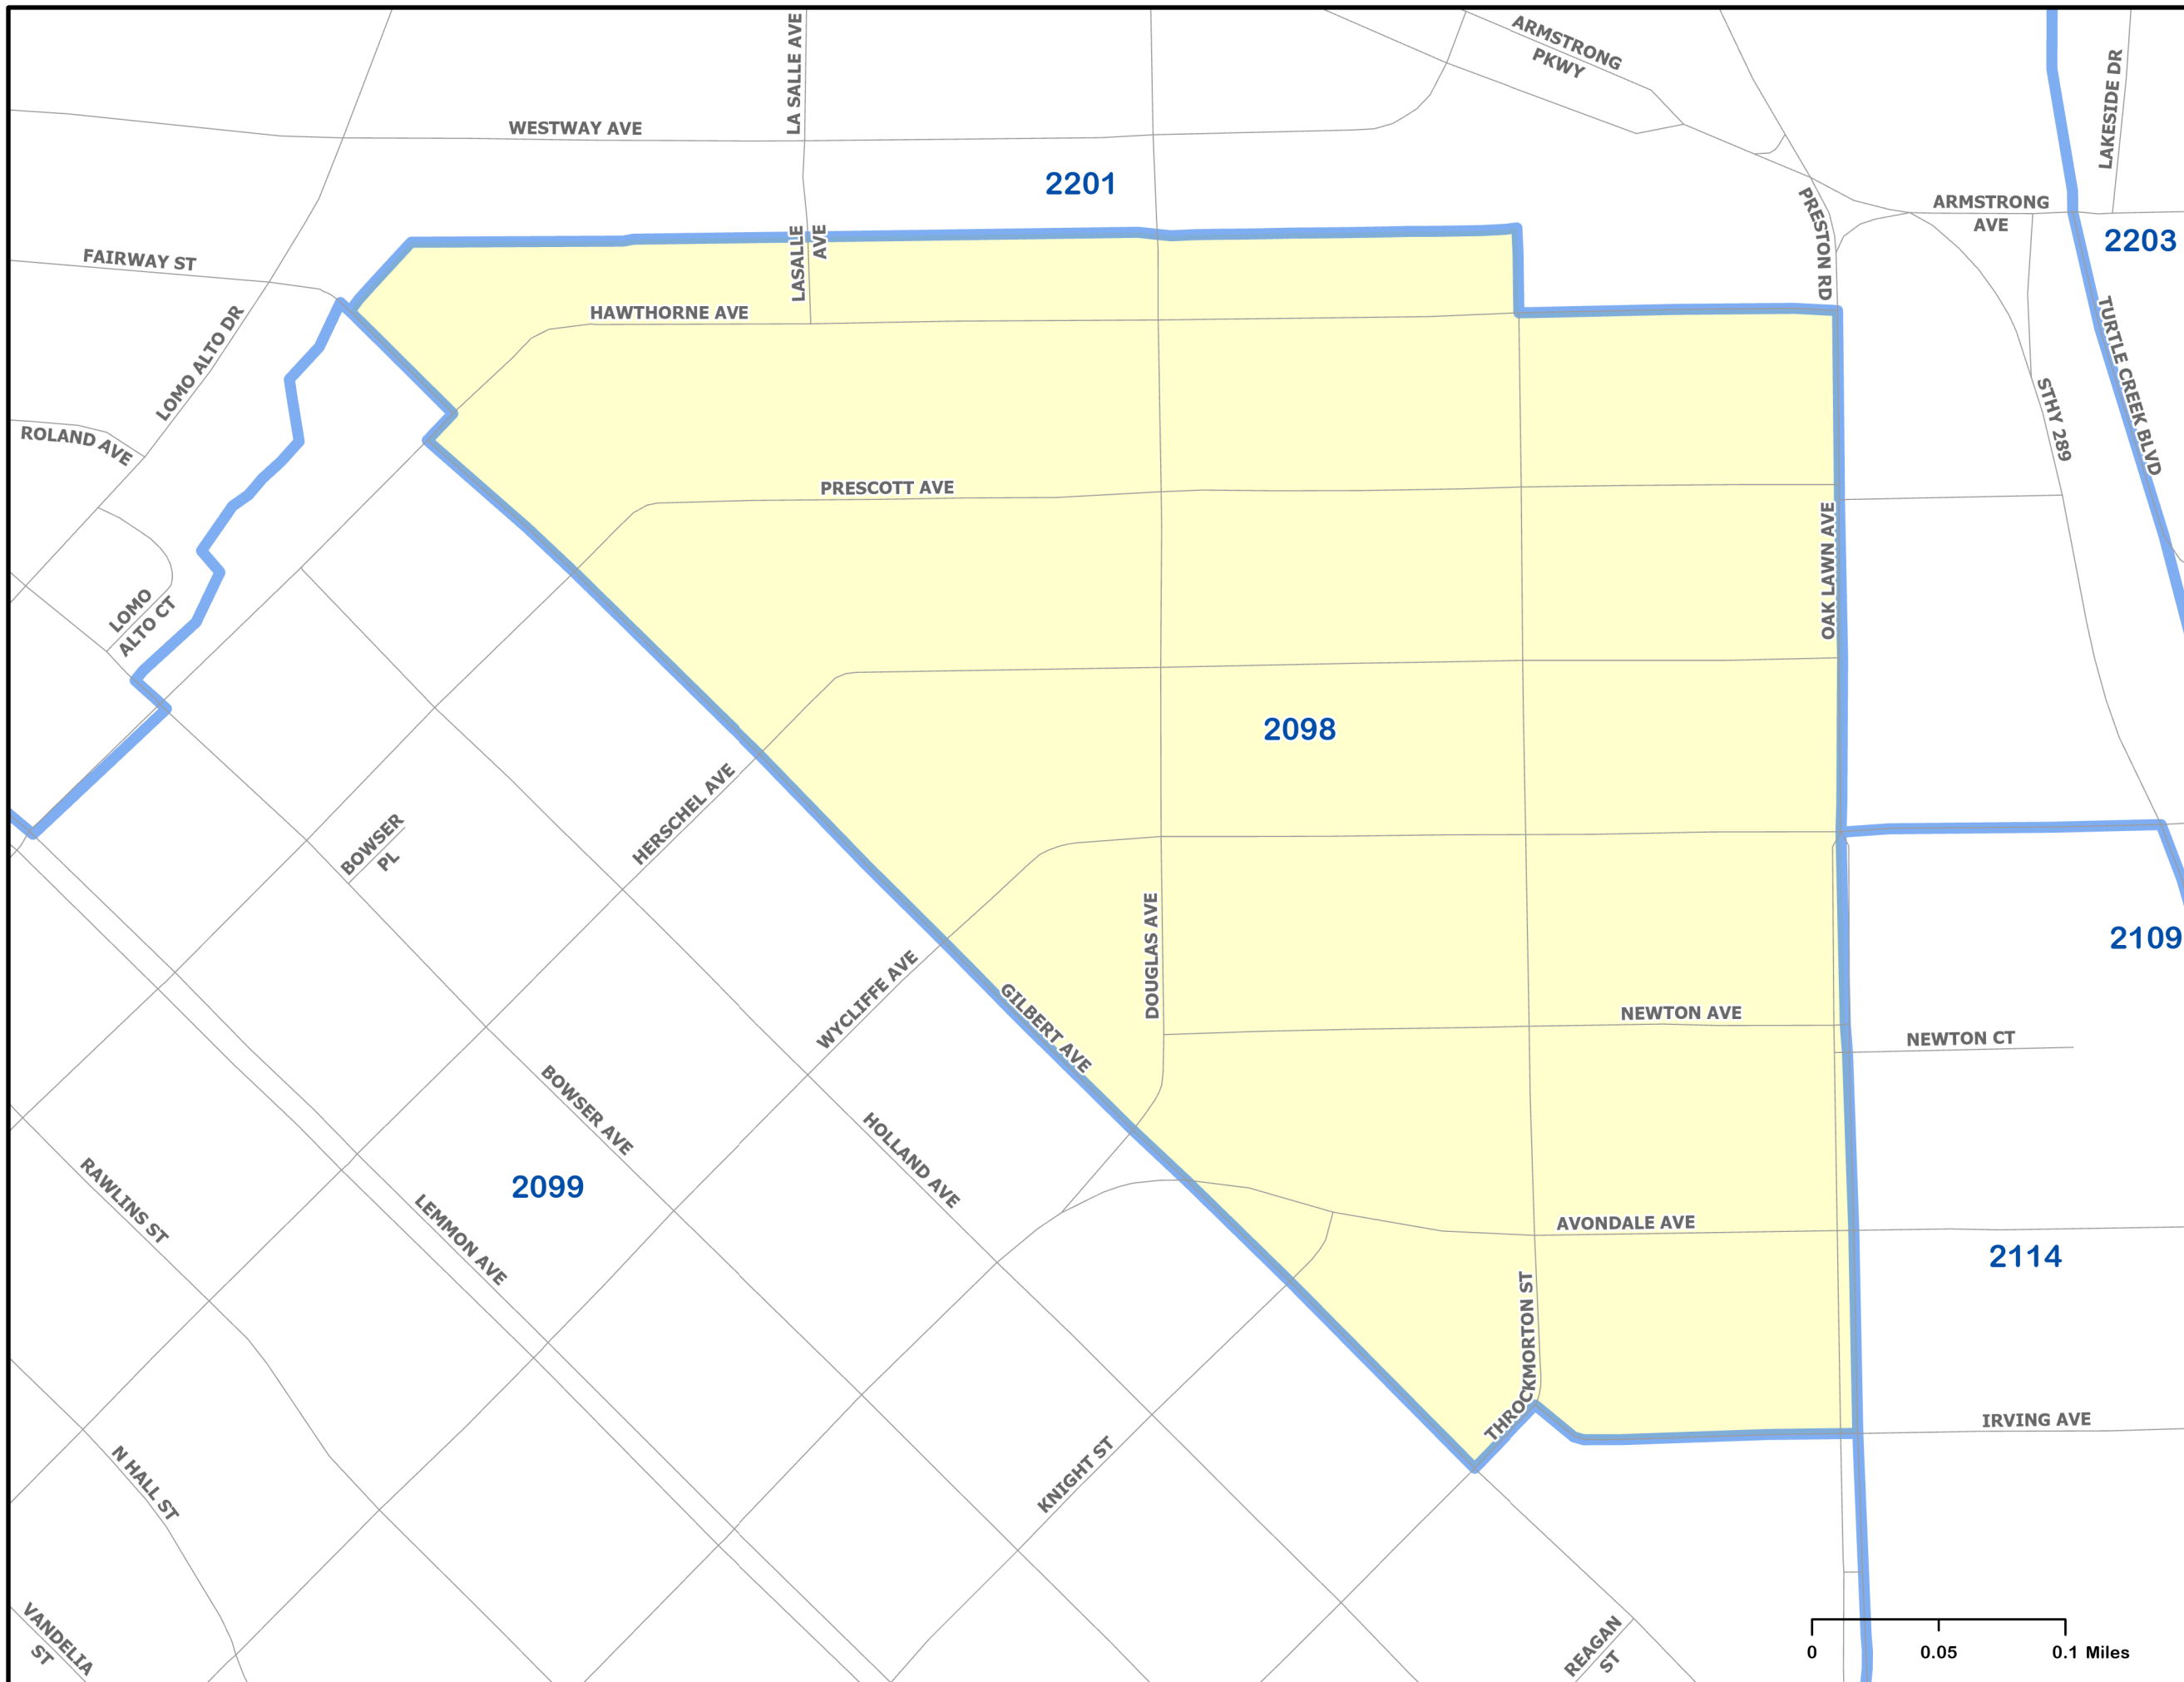 LA SALLE AVE
ARMSTRONG
PKWY
LAKESIDE DR
WESTWAY AVE
2201
PRESTON RD
ARMSTRONG
AVE
2203
FAIRWAY ST
LASALLE
AVE
HAWTHORNE AVE
LOMO ALTO DR
TURTLE CREEK BLVD
ROLAND AVE
STHY 289
PRESCOTT AVE
OAK LAWN AVE
LOMO
ALTO CT
2098
BOWSER
PL
HERSCHEL AVE
DOUGLAS AVE
2109
WYCLIFFE AVE
GILBERT AVE
NEWTON AVE
NEWTON CT
BOWSER AVE
HOLLAND AVE
RAWLINS ST
2099
LEMMON AVE
AVONDALE AVE
2114
THROCKMORTON ST
IRVING AVE
N HALL ST
KNIGHT ST
VANDELIA
ST
REAGAN
ST
0
0.05
0.1 Miles